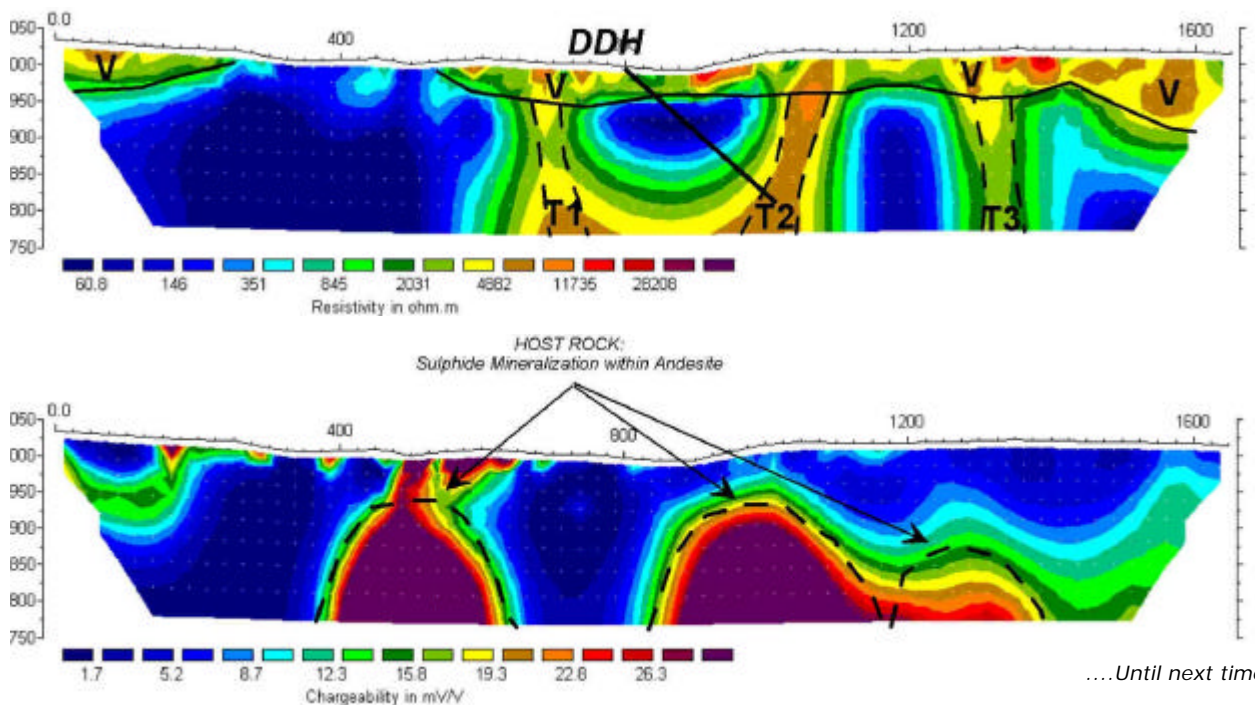 0.0 400 1200 1600
DDH
050
000
950
900
850
800
750
V V V V
T1 T2 T3
60.8 146 351 845 2031 4882 11735 28208
Resistivity in ohm.m
HOST ROCK:
Sulphide Mineralization within Andesite
0.0 400 800 1200 1600
050
000
950
900
850
800
750
1.7 5.2 8.7 12.3 15.8 19.3 22.8 26.3
Chargeability in mV/V
....Until next time